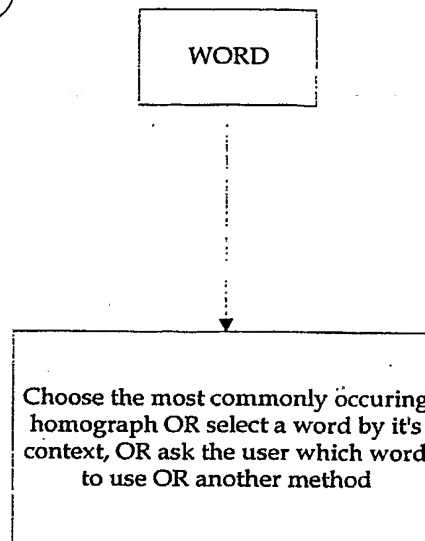 WORD
Choose the most commonly occuring
homograph OR select a word by it's
context, OR ask the user which word
to use OR another method